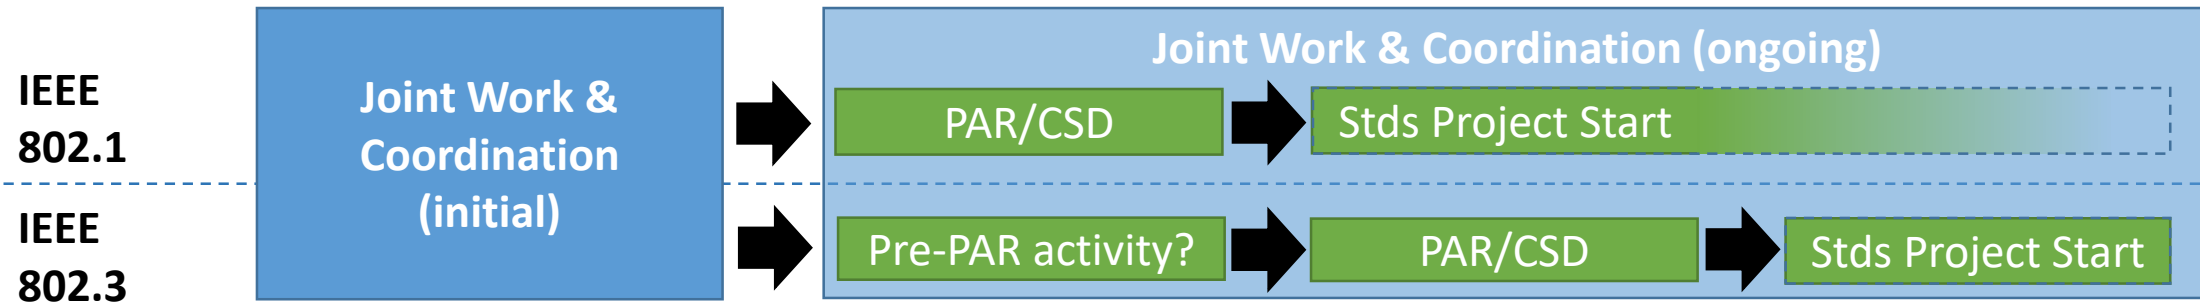 IEEE
802.1
Joint Work &
Coordination
(initial)
Joint Work & Coordination (ongoing)
PAR/CSD
Stds Project Start
IEEE
802.3
Pre-PAR activity?
PAR/CSD
Stds Project Start